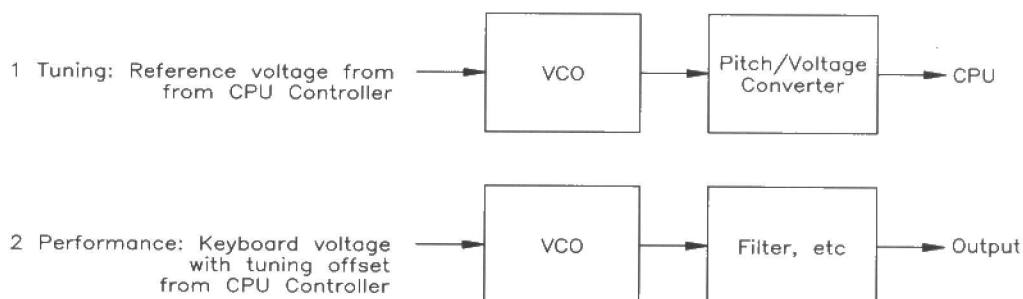 1 Tuning: Reference voltage from
from CPU Controller
VCO
Pitch/Voltage
Converter
CPU
2 Performance: Keyboard voltage
with tuning offset
from CPU Controller
VCO
Filter, etc
Output